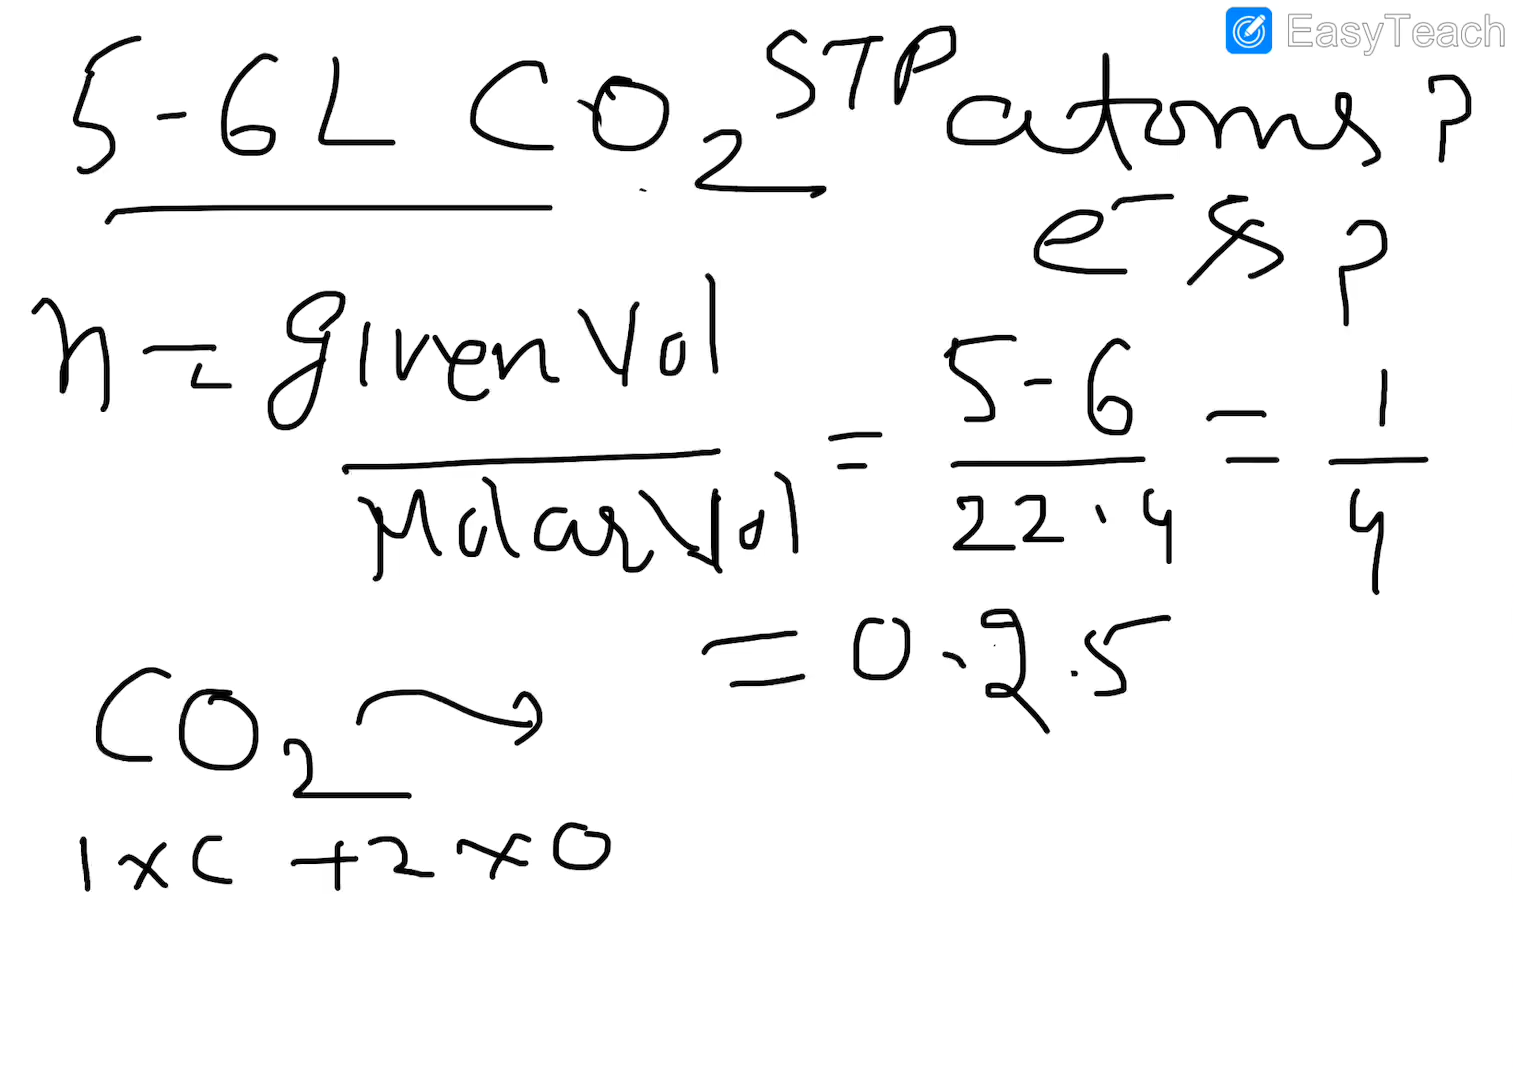 EasyTeach
5-6L CO2 STP atoms ?
e- s ?
n = given Vol / Molar Vol = 5-6 / 22.4 = 1 / 4
= 0.25
CO2 →
1 x C + 2 x O